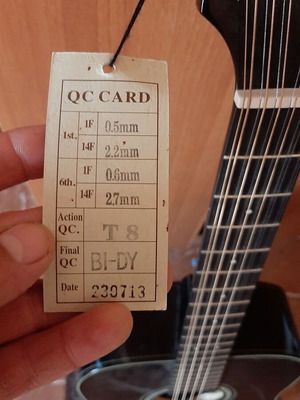 QC CARD
1st. 1F 0.5mm
14F 2.2mm
6th. 1F 0.6mm
14F 2.7mm
Action QC. T 8
Final QC BI-DY
Date 230713